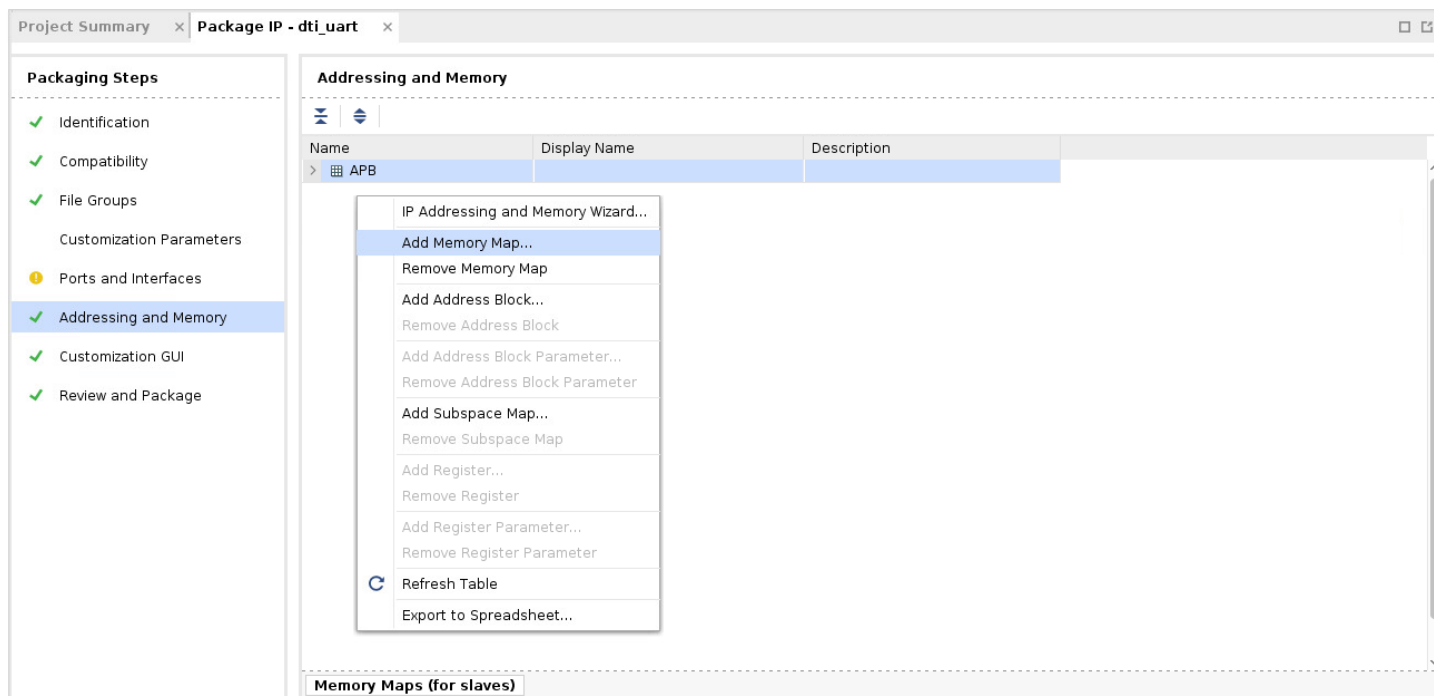 Project Summary × Package IP - dti_uart ×
Packaging Steps
Identification
Compatibility
File Groups
Customization Parameters
Ports and Interfaces
Addressing and Memory
Customization GUI
Review and Package
Addressing and Memory
Name Display Name Description
APB
IP Addressing and Memory Wizard...
Add Memory Map...
Remove Memory Map
Add Address Block...
Remove Address Block
Add Address Block Parameter...
Remove Address Block Parameter
Add Subspace Map...
Remove Subspace Map
Add Register...
Remove Register
Add Register Parameter...
Remove Register Parameter
Refresh Table
Export to Spreadsheet...
Memory Maps (for slaves)